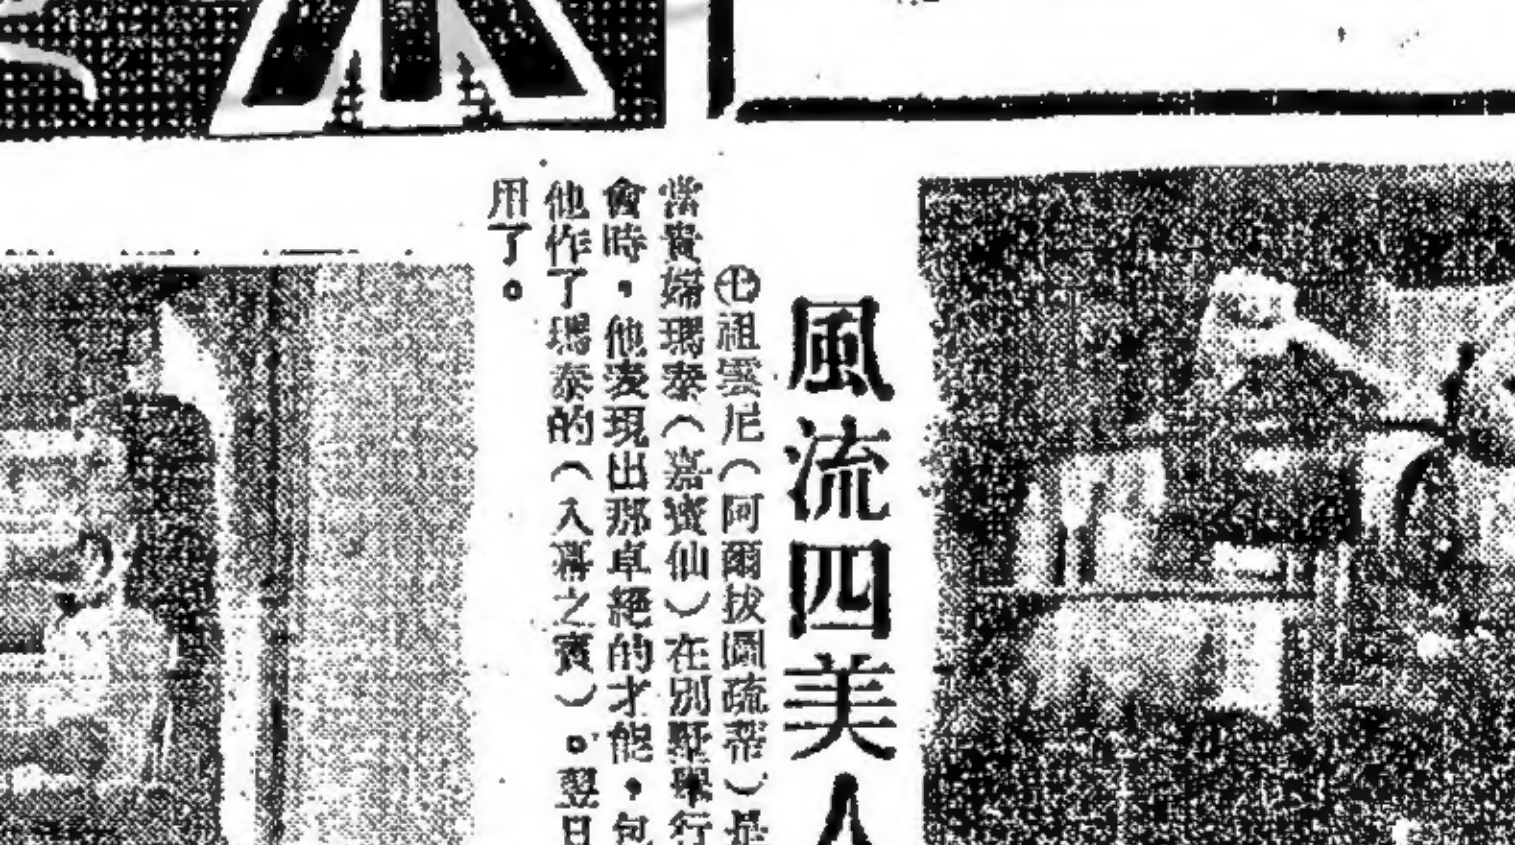 風流四美人
㊆祖雲尼（阿爾拔圖疏蒂）是
當貴婦瑪泰（嘉賓仙）在別墅舉行
會時，他表現出那卓絕的才能，包
他作了瑪泰的（入幕之賓）。翌日
用了。